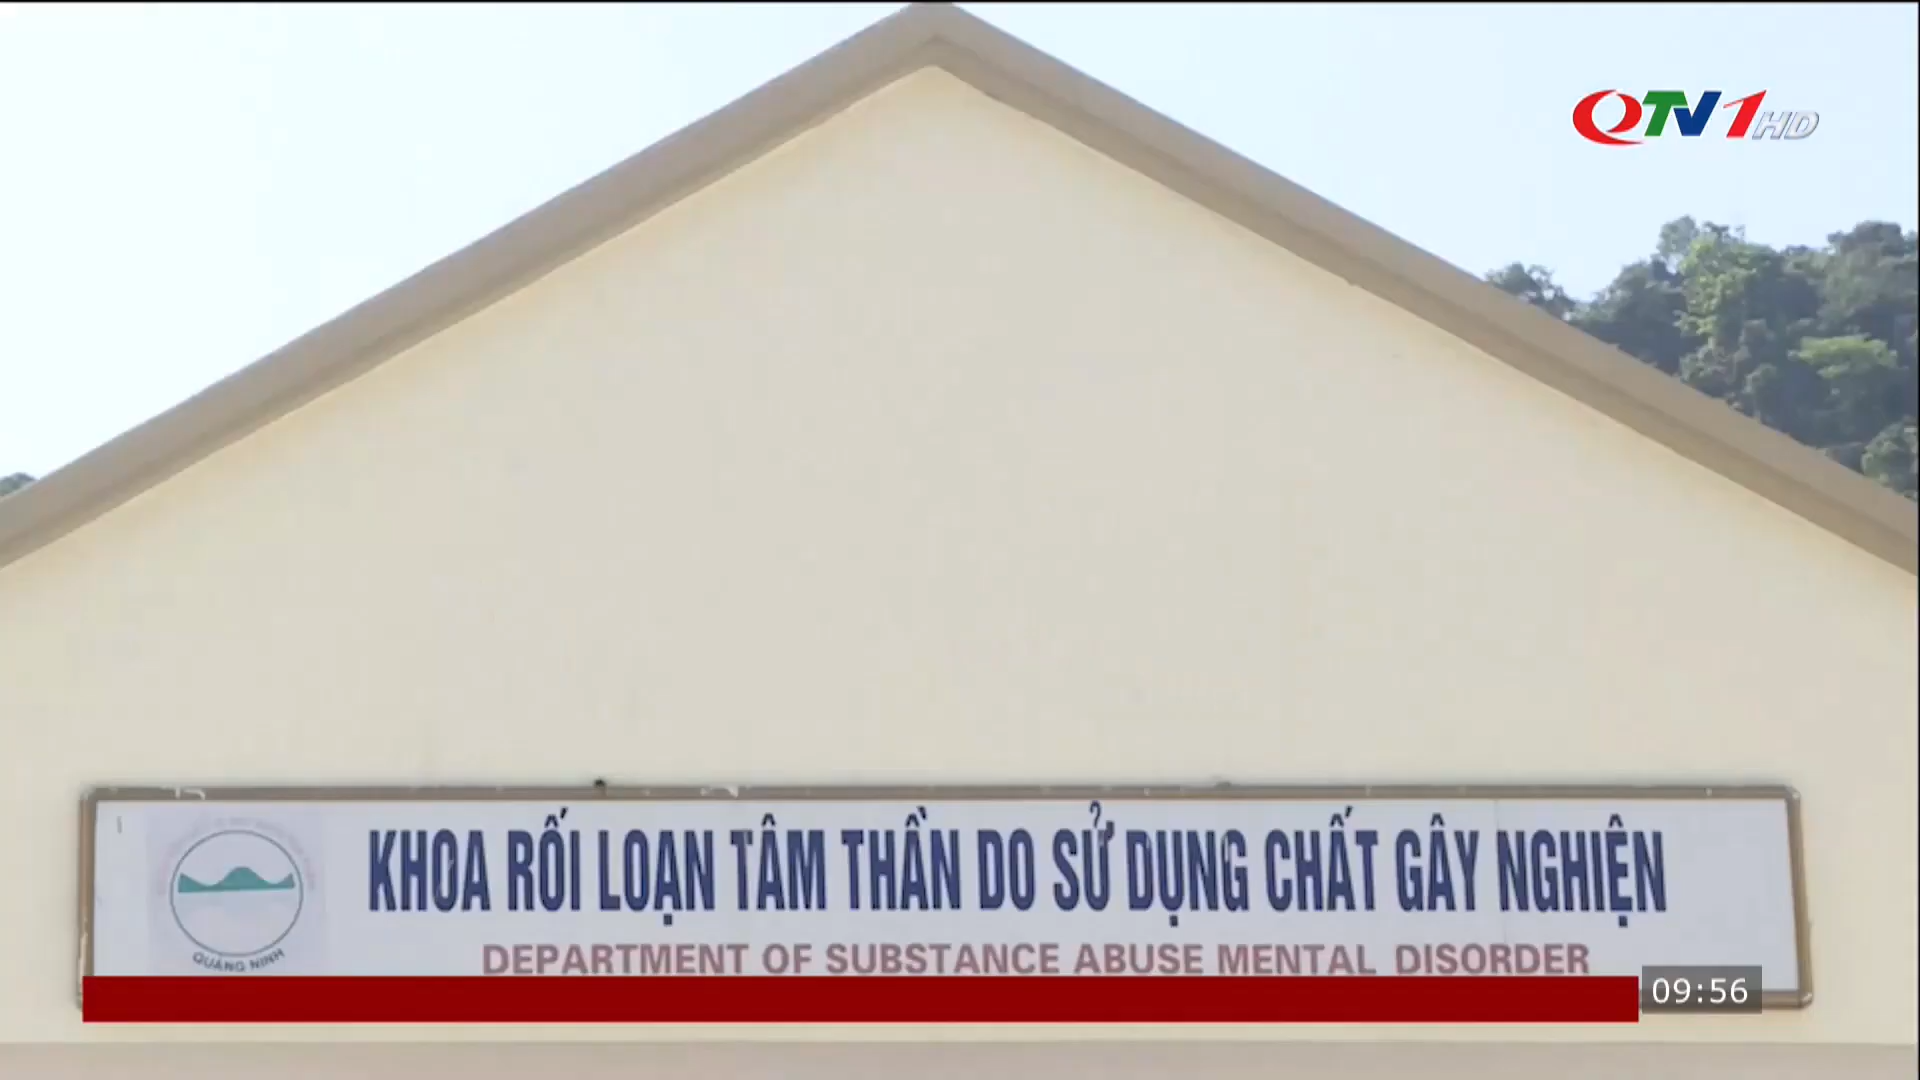 QTV1HD
KHOA RỐI LOẠN TÂM THẦN DO SỬ DỤNG CHẤT GÂY NGHIỆN
QUẢNG NINH
DEPARTMENT OF SUBSTANCE ABUSE MENTAL DISORDER
09:56